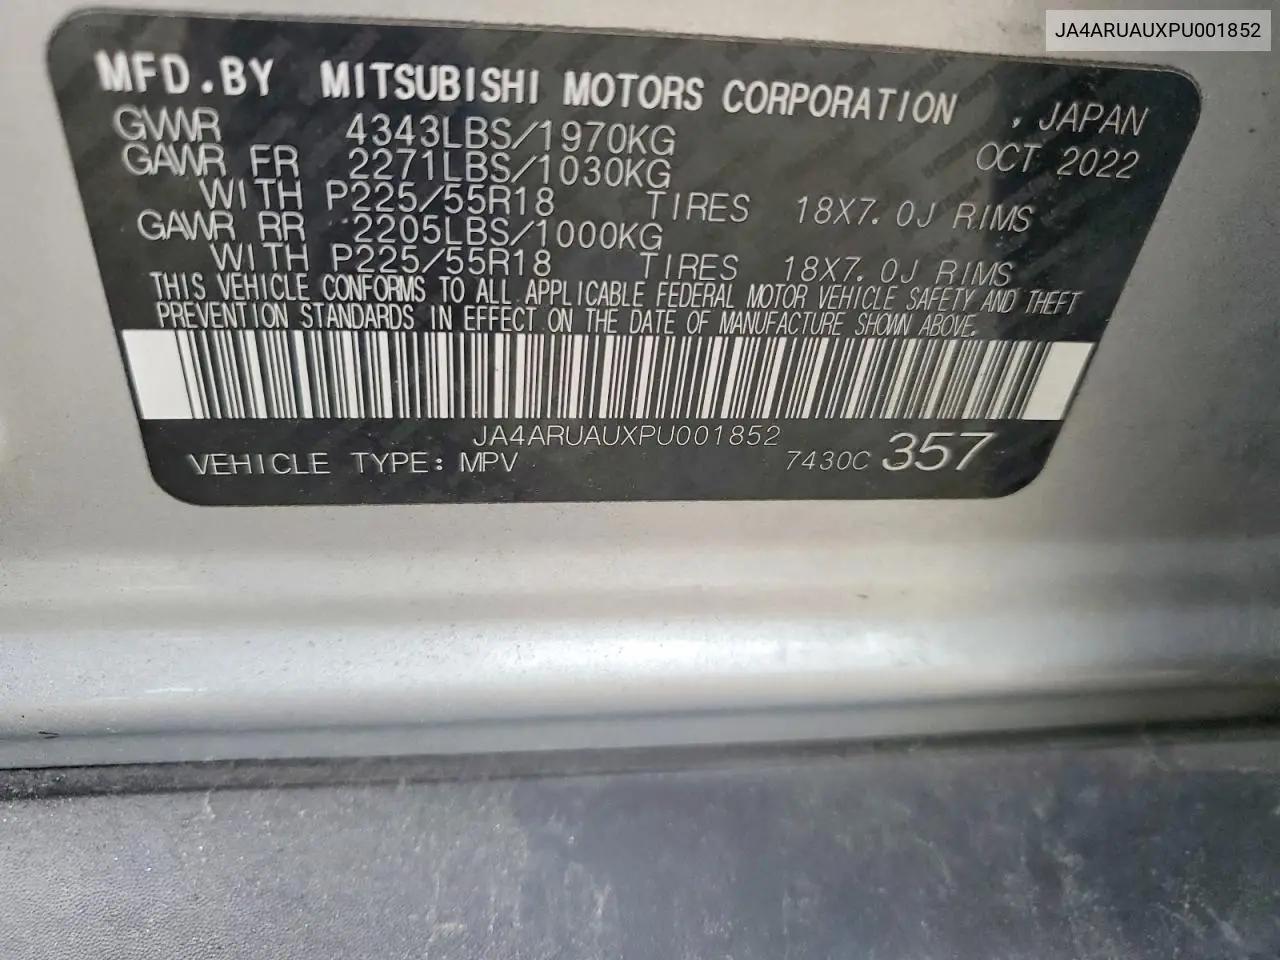 JA4ARUAUXPU001852
MFD.BY MITSUBISHI MOTORS CORPORATION , JAPAN
GVWR 4343LBS/1970KG OCT 2022
GAWR FR 2271LBS/1030KG
WITH P225/55R18 TIRES 18X7.0J RIMS
GAWR RR 2205LBS/1000KG
WITH P225/55R18 TIRES 18X7.0J RIMS
THIS VEHICLE CONFORMS TO ALL APPLICABLE FEDERAL MOTOR VEHICLE SAFETY AND THEFT
PREVENTION STANDARDS IN EFFECT ON THE DATE OF MANUFACTURE SHOWN ABOVE.
JA4ARUAUXPU001852
VEHICLE TYPE: MPV 7430C 357